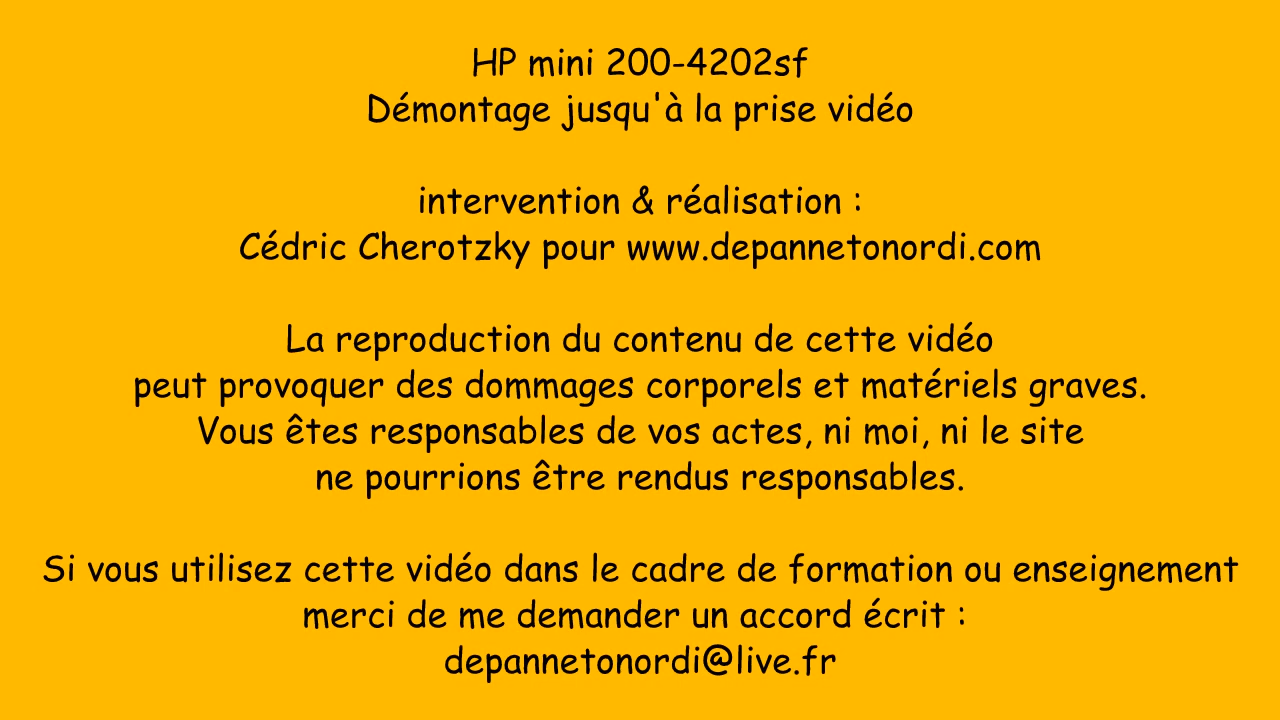 HP mini 200-4202sf
Démontage jusqu'à la prise vidéo
intervention & réalisation :
Cédric Cherotzky pour www.depannetonordi.com
La reproduction du contenu de cette vidéo
peut provoquer des dommages corporels et matériels graves.
Vous êtes responsables de vos actes, ni moi, ni le site
ne pourrions être rendus responsables.
Si vous utilisez cette vidéo dans le cadre de formation ou enseignement
merci de me demander un accord écrit :
depannetonordi@live.fr